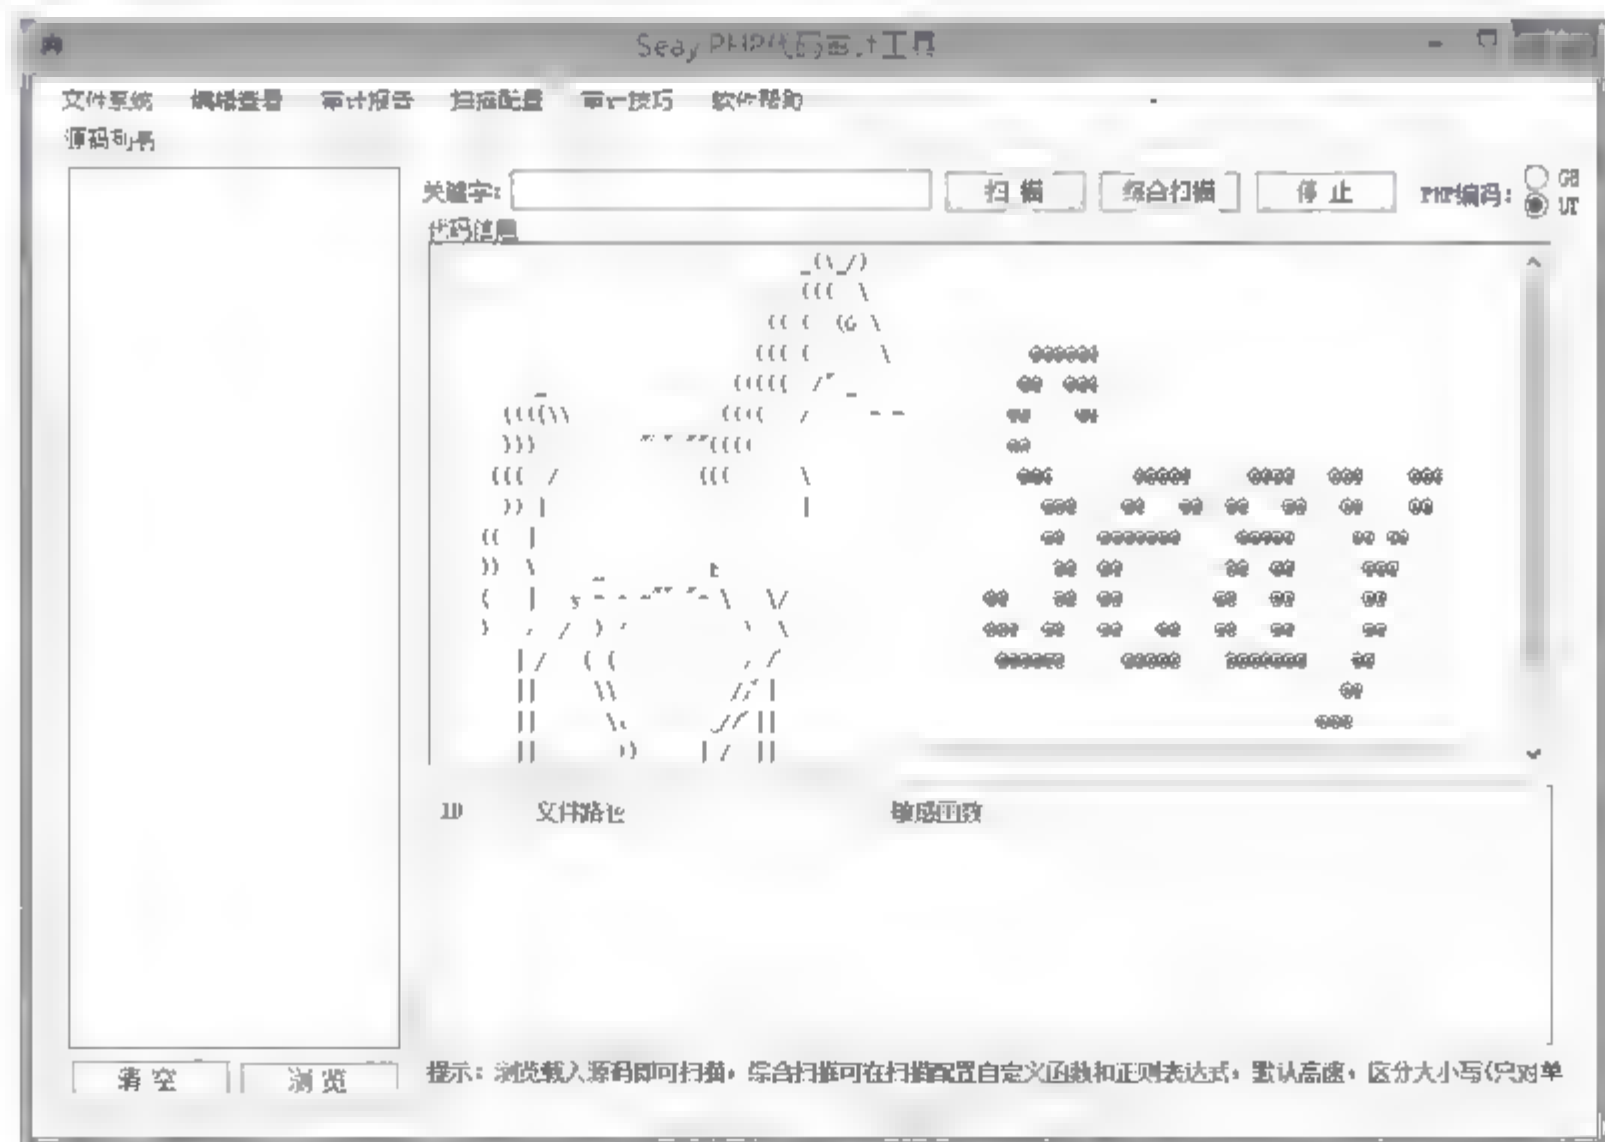 Seay PHP代码审计工具
文件系统 编辑查看 审计报告 扫描配置 审计技巧 软件帮助
源码列表
关键字: 扫 描 综合扫描 停 止 PHP编码: GB
UT
代码信息
ID 文件路径 敏感函数
清 空 浏 览
提示: 浏览载入源码即可扫描, 综合扫描可在扫描配置自定义函数和正则表达式, 默认高速, 区分大小写(只对单